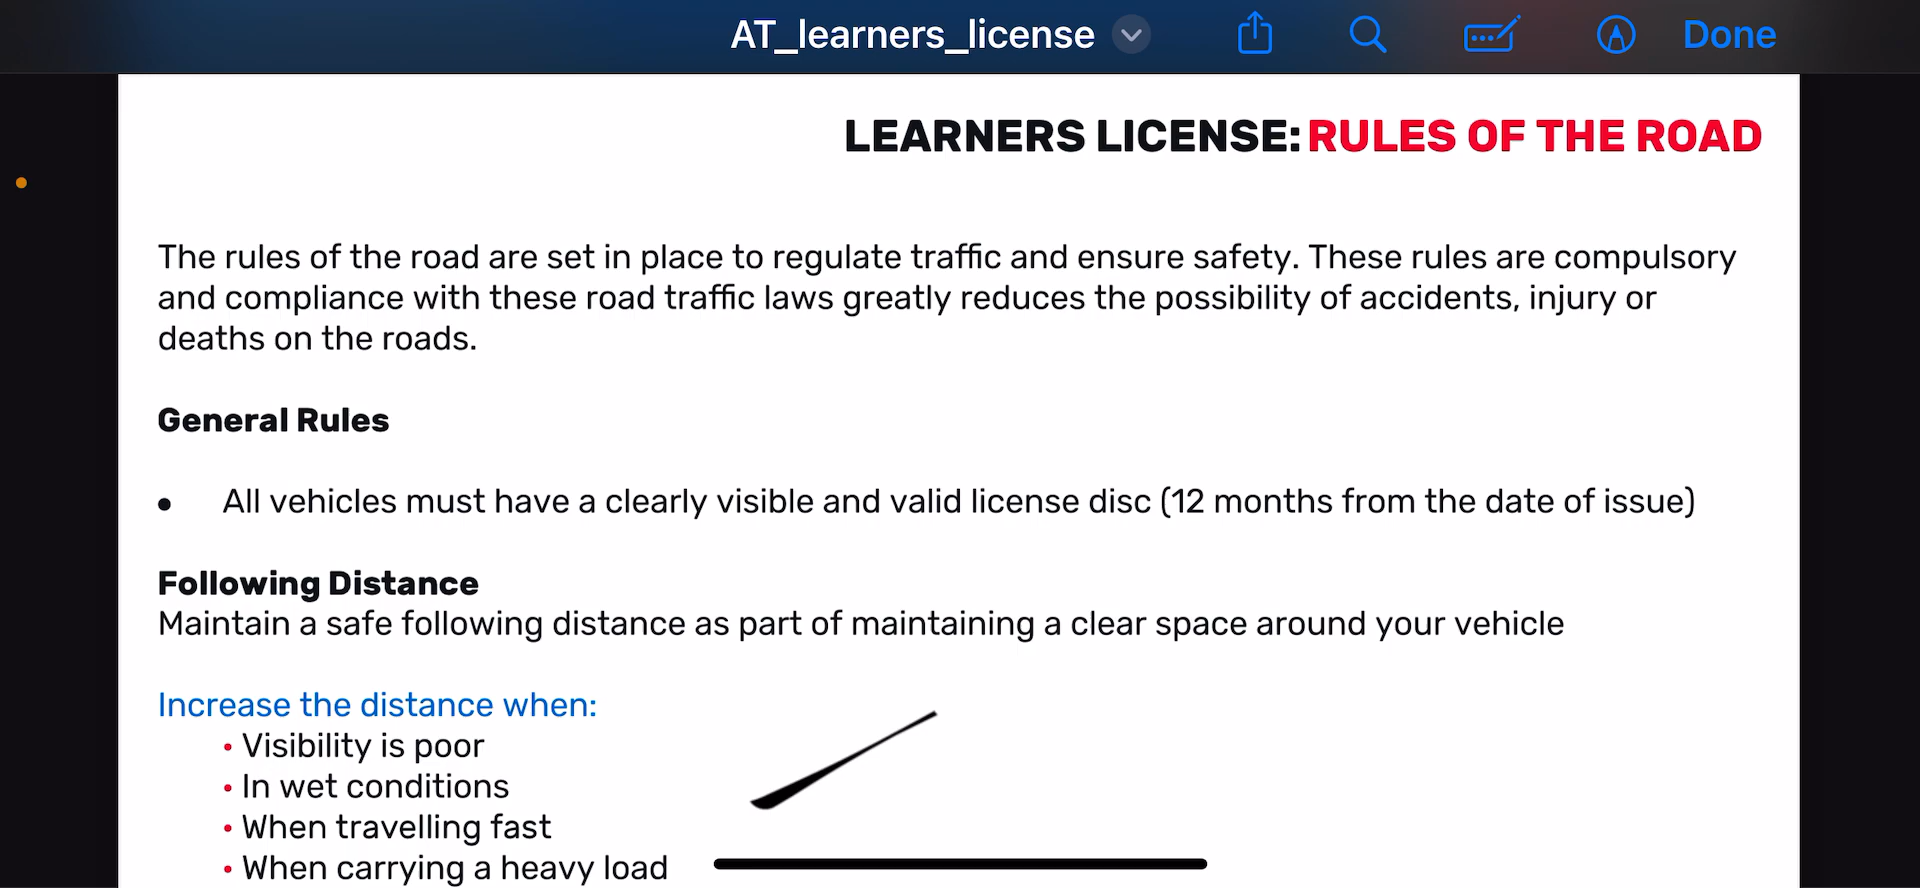 AT_learners_license
Done
LEARNERS LICENSE: RULES OF THE ROAD
The rules of the road are set in place to regulate traffic and ensure safety. These rules are compulsory
and compliance with these road traffic laws greatly reduces the possibility of accidents, injury or
deaths on the roads.
General Rules
• All vehicles must have a clearly visible and valid license disc (12 months from the date of issue)
Following Distance
Maintain a safe following distance as part of maintaining a clear space around your vehicle
Increase the distance when:
• Visibility is poor
• In wet conditions
• When travelling fast
• When carrying a heavy load